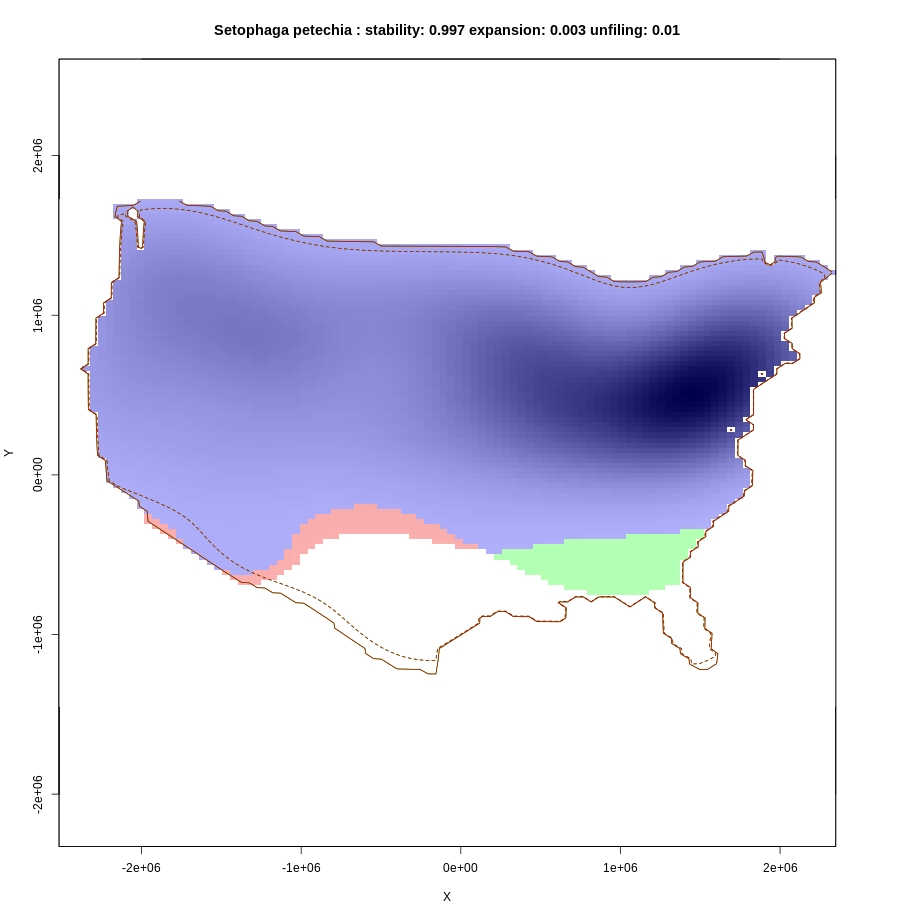 Setophaga petechia : stability: 0.997 expansion: 0.003 unfiling: 0.01
2e+06
1e+06
0e+00
-1e+06
-2e+06
Y
-2e+06 -1e+06 0e+00 1e+06 2e+06
X